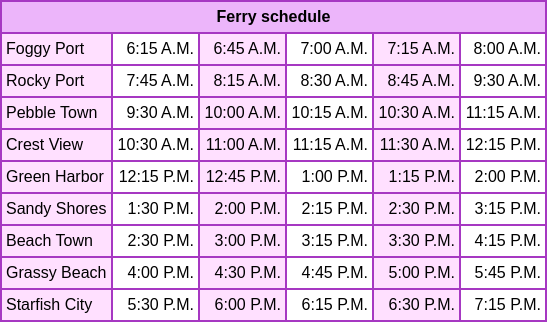 Ferry schedule
Foggy Port 6:15 A.M. 6:45 A.M. 7:00 A.M. 7:15 A.M. 8:00 A.M.
Rocky Port 7:45 A.M. 8:15 A.M. 8:30 A.M. 8:45 A.M. 9:30 A.M.
Pebble Town 9:30 A.M. 10:00 A.M. 10:15 A.M. 10:30 A.M. 11:15 A.M.
Crest View 10:30 A.M. 11:00 A.M. 11:15 A.M. 11:30 A.M. 12:15 P.M.
Green Harbor 12:15 P.M. 12:45 P.M. 1:00 P.M. 1:15 P.M. 2:00 P.M.
Sandy Shores 1:30 P.M. 2:00 P.M. 2:15 P.M. 2:30 P.M. 3:15 P.M.
Beach Town 2:30 P.M. 3:00 P.M. 3:15 P.M. 3:30 P.M. 4:15 P.M.
Grassy Beach 4:00 P.M. 4:30 P.M. 4:45 P.M. 5:00 P.M. 5:45 P.M.
Starfish City 5:30 P.M. 6:00 P.M. 6:15 P.M. 6:30 P.M. 7:15 P.M.